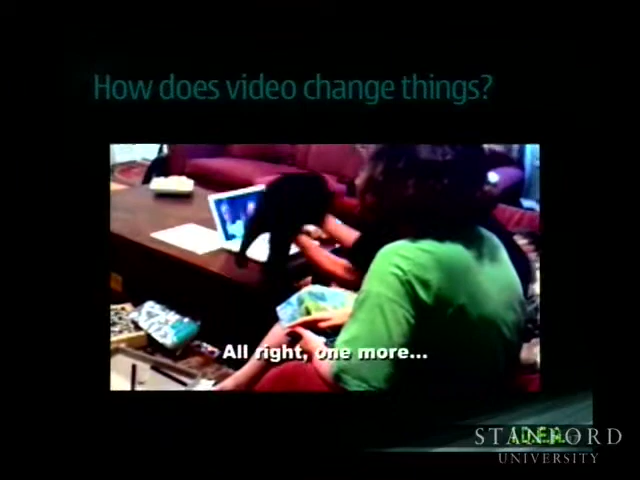 How does video change things?
All right, one more...
STANFORD
UNIVERSITY